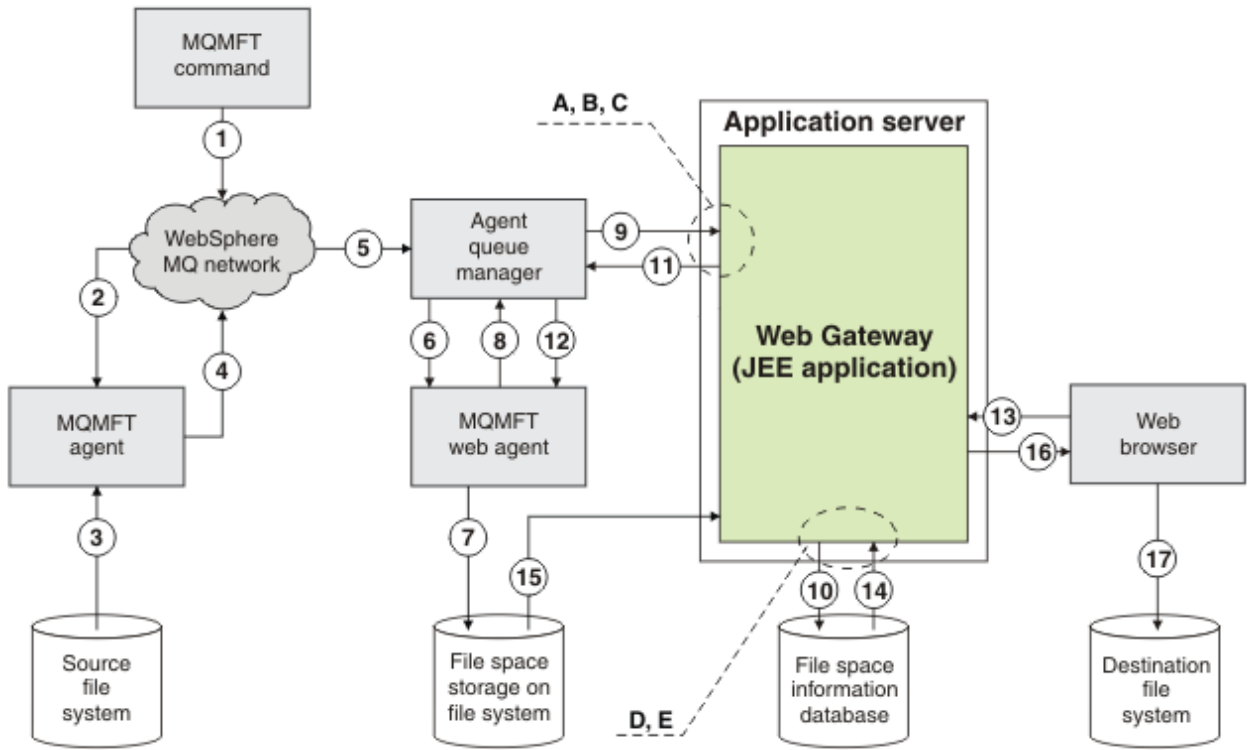 MQMFT
command
1
A, B, C
Application server
WebSphere
MQ network
5
Agent
queue
manager
9
11
2
4
6
8
12
Web Gateway
(JEE application)
MQMFT
agent
MQMFT
web agent
13
16
Web
browser
3
7
15
10
14
17
Source
file
system
File space
storage on
file system
D, E
File space
information
database
Destination
file
system